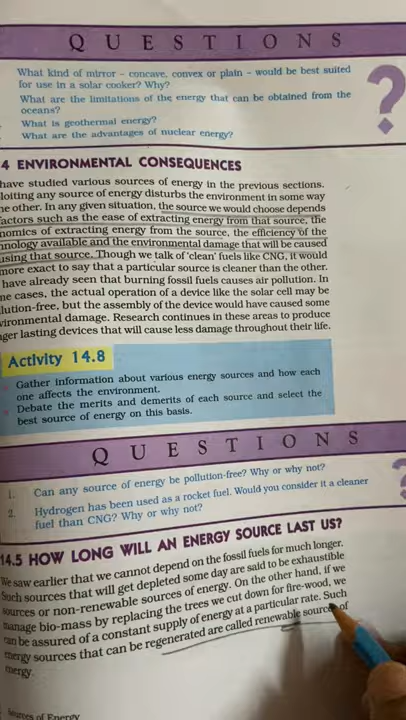 QUESTIONS
What kind of mirror – concave, convex or plain – would be best suited
for use in a solar cooker? Why?
What are the limitations of the energy that can be obtained from the
oceans?
What is geothermal energy?
What are the advantages of nuclear energy?
?
4 ENVIRONMENTAL CONSEQUENCES
have studied various sources of energy in the previous sections.
loiting any source of energy disturbs the environment in some way
ne other. In any given situation, the source we would choose depends
factors such as the ease of extracting energy from that source, the
nomics of extracting energy from the source, the efficiency of the
hnology available and the environmental damage that will be caused
using that source. Though we talk of 'clean' fuels like CNG, it would
more exact to say that a particular source is cleaner than the other.
have already seen that burning fossil fuels causes air pollution. In
ne cases, the actual operation of a device like the solar cell may be
lution-free, but the assembly of the device would have caused some
vironmental damage. Research continues in these areas to produce
ger lasting devices that will cause less damage throughout their life.
Activity 14.8
Gather information about various energy sources and how each
one affects the environment.
Debate the merits and demerits of each source and select the
best source of energy on this basis.
QUESTIONS
1. Can any source of energy be pollution-free? Why or why not?
2. Hydrogen has been used as a rocket fuel. Would you consider it a cleaner
fuel than CNG? Why or why not?
?
14.5 HOW LONG WILL AN ENERGY SOURCE LAST US?
We saw earlier that we cannot depend on the fossil fuels for much longer.
Such sources that will get depleted some day are said to be exhaustible
sources or non-renewable sources of energy. On the other hand, if we
manage bio-mass by replacing the trees we cut down for fire-wood, we
can be assured of a constant supply of energy at a particular rate. Such
energy sources that can be regenerated are called renewable sources of
energy.
Sources of Energy